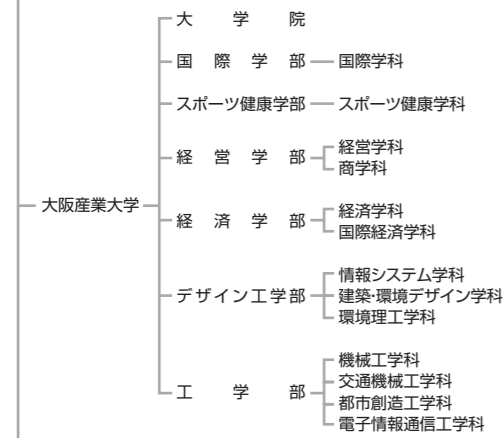 大学院
国際学部
国際学科
スポーツ健康学部
スポーツ健康学科
経営学部
経営学科
商学科
大阪産業大学
経済学部
経済学科
国際経済学科
デザイン工学部
情報システム学科
建築・環境デザイン学科
環境理工学科
工学部
機械工学科
交通機械工学科
都市創造工学科
電子情報通信工学科